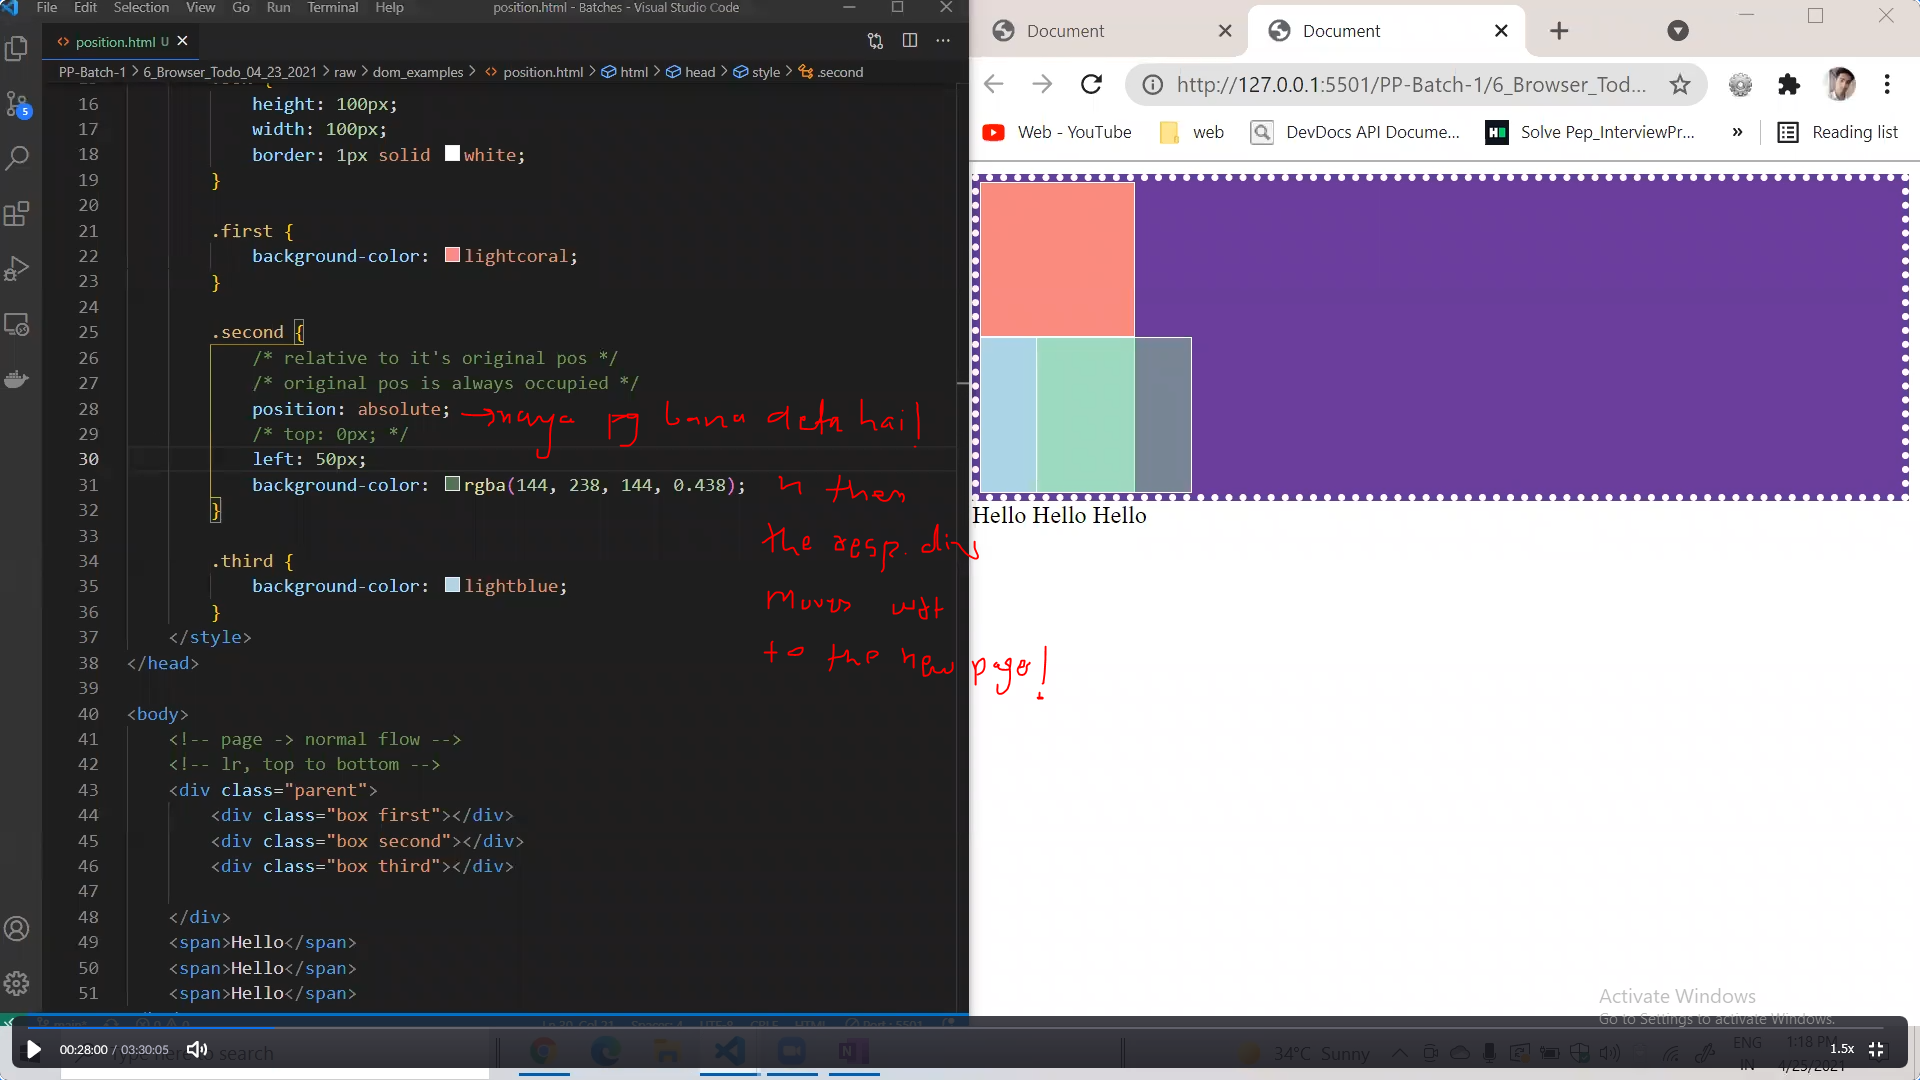 File Edit Selection View Go Run Terminal Help position.html - Batches - Visual Studio Code
position.html U
PP-Batch-1 > 6_Browser_Todo_04_23_2021 > raw > dom_examples > position.html > html > head > style > .second
16 height: 100px;
17 width: 100px;
18 border: 1px solid white;
19 }
20
21 .first {
22 background-color: lightcoral;
23 }
24
25 .second {
26 /* relative to it's original pos */
27 /* original pos is always occupied */
28 position: absolute;
29 /* top: 0px; */
30 left: 50px;
31 background-color: rgba(144, 238, 144, 0.438);
32 }
33
34 .third {
35 background-color: lightblue;
36 }
37 </style>
38 </head>
39
40 <body>
41 <!-- page -> normal flow -->
42 <!-- lr, top to bottom -->
43 <div class="parent">
44 <div class="box first"></div>
45 <div class="box second"></div>
46 <div class="box third"></div>
47
48 </div>
49 <span>Hello</span>
50 <span>Hello</span>
51 <span>Hello</span>
5
→ naya pg bana deta hai!
n then
the resp. divs
moves wrt
to the new page!
Document
Document
http://127.0.0.1:5501/PP-Batch-1/6_Browser_Tod...
Web - YouTube web DevDocs API Docume... Solve Pep_InterviewPr... » Reading list
Hello Hello Hello
Activate Windows
Go to Settings to activate Windows.
00:28:00 / 03:30:05
Type here to search
34°C Sunny
ENG
IN
1:18 PM
4/25/2021
1.5x